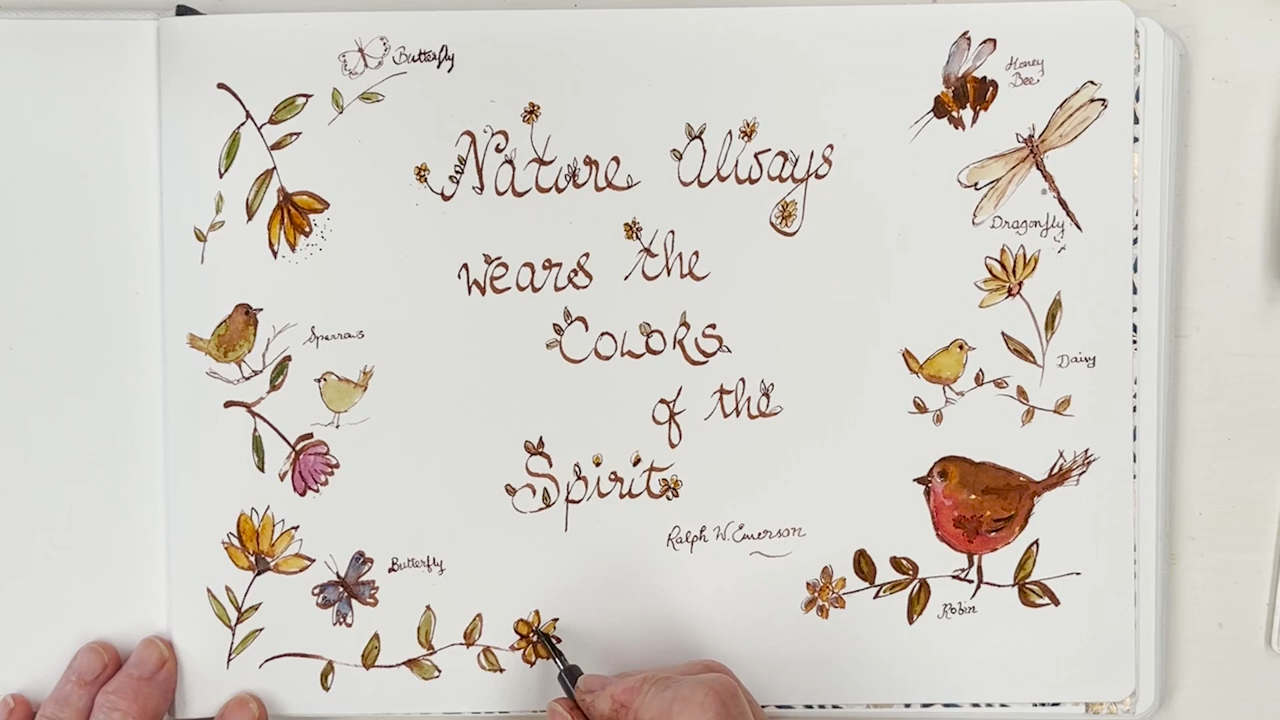 Butterfly
Honey
Bee
Nature Always
Dragonfly
wears the
Sparrows
Colors
Daisy
of the
Spirit
Ralph W. Emerson
Butterfly
Robin